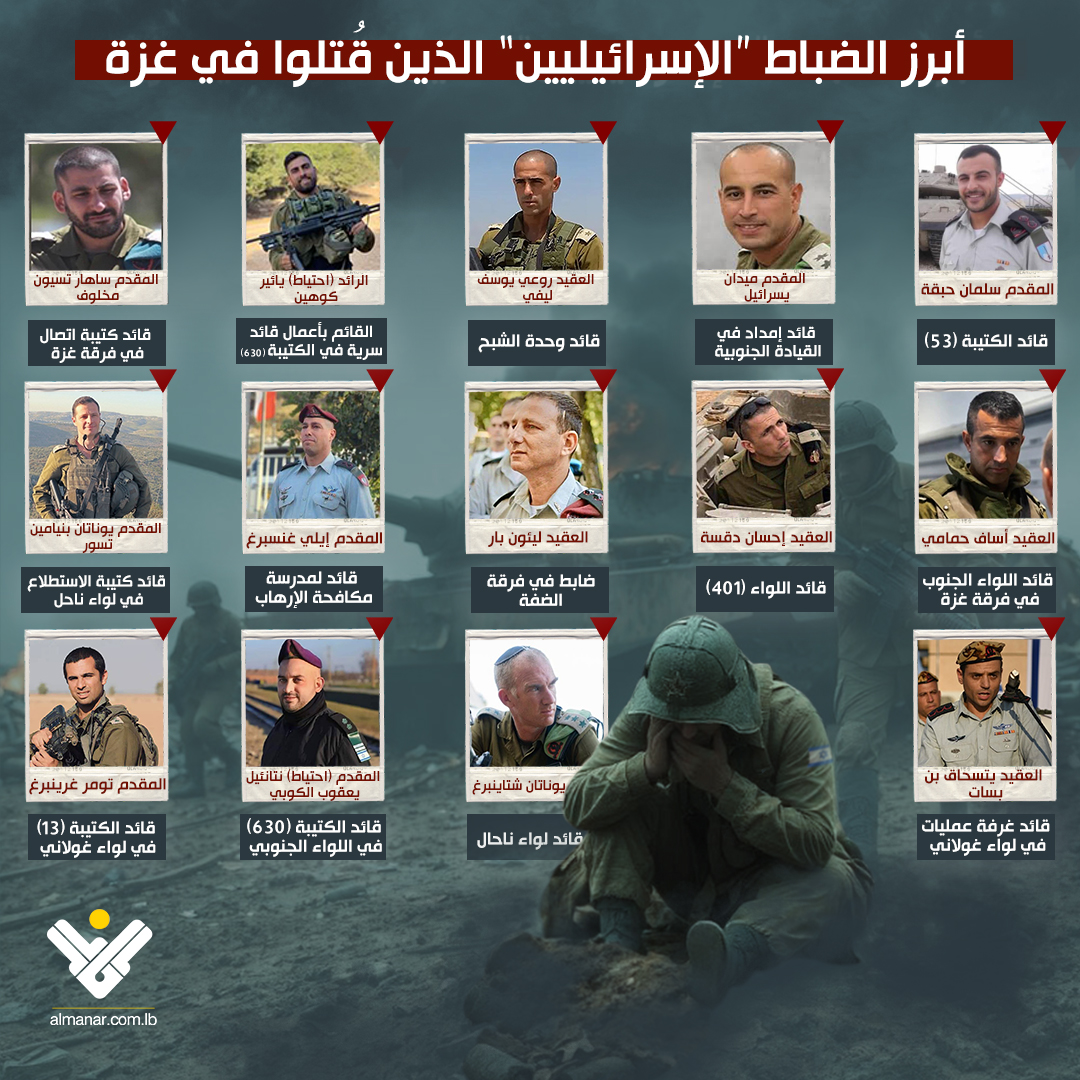 أبرز الضباط "الإسرائيليين" الذين قُتلوا في غزة
المقدم سلمان حبقة
قائد الكتيبة (53)
المقدم ميدان
يسرائيل
قائد إمداد في
القيادة الجنوبية
العقيد روعي يوسف
ليفي
قائد وحدة الشبح
الرائد (احتياط) يائير
كوهين
القائم بأعمال قائد
سرية في الكتيبة (630)
المقدم ساهار تسيون
مخلوف
قائد كتيبة اتصال
في فرقة غزة
العقيد أساف حمامي
قائد اللواء الجنوب
في فرقة غزة
العقيد إحسان دقسة
قائد اللواء (401)
العقيد ليئون بار
ضابط في فرقة
الضفة
المقدم إيلي غنسبرغ
قائد لمدرسة
مكافحة الإرهاب
المقدم يوناتان بنيامين
تسور
قائد كتيبة الاستطلاع
في لواء ناحل
العقيد يتسحاق بن
بسات
قائد غرفة عمليات
في لواء غولاني
يوناتان شتاينبرغ
قائد لواء ناحال
المقدم (احتياط) نتانئيل
يعقوب الكوبي
قائد الكتيبة (630)
في اللواء الجنوبي
المقدم تومر غرينبرغ
قائد الكتيبة (13)
في لواء غولاني
almanar.com.lb